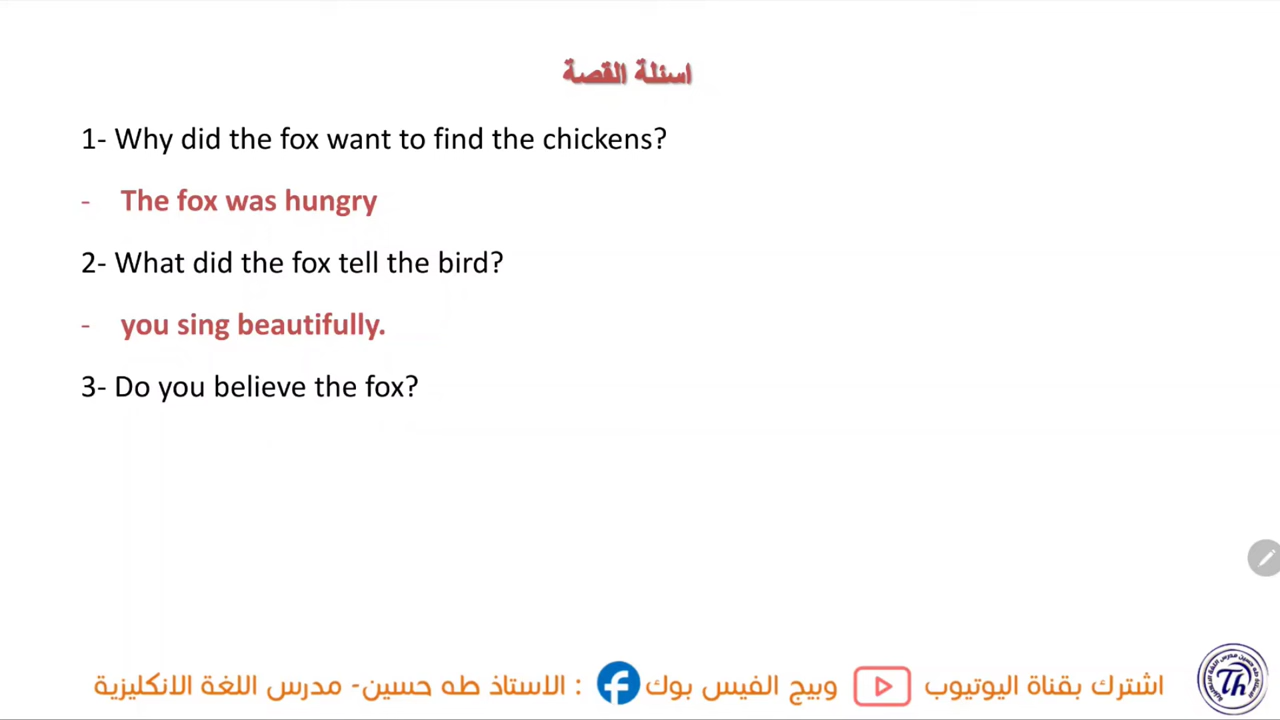 اسئلة القصة
1- Why did the fox want to find the chickens?
- The fox was hungry
2- What did the fox tell the bird?
- you sing beautifully.
3- Do you believe the fox?
اشترك بقناة اليوتيوب وبيج الفيس بوك : الاستاذ طه حسين- مدرس اللغة الانكليزية
Th